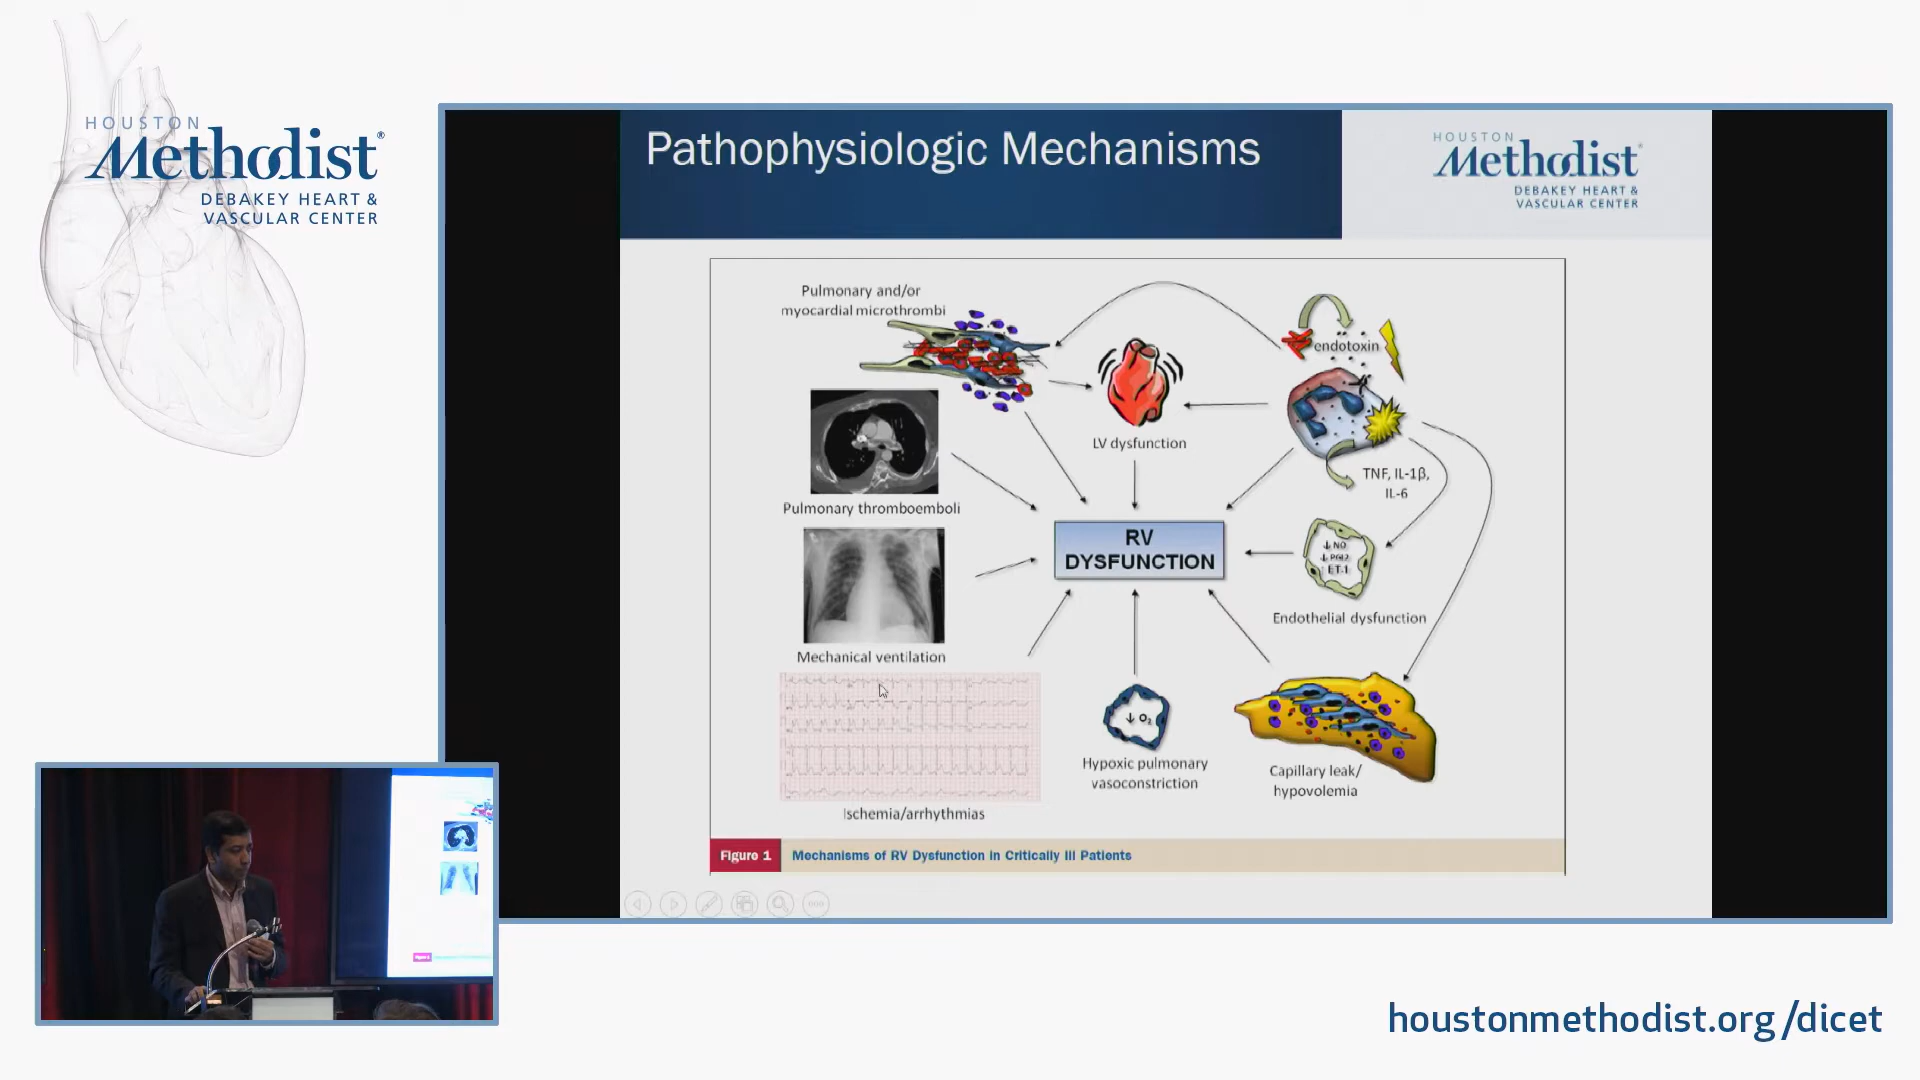 HOUSTON
Methodist®
DEBAKEY HEART &
VASCULAR CENTER
Pathophysiologic Mechanisms
HOUSTON
Methodist®
DEBAKEY HEART &
VASCULAR CENTER
Pulmonary and/or
myocardial microthrombi
endotoxin
LV dysfunction
TNF, IL-1β,
IL-6
Pulmonary thromboemboli
RV
DYSFUNCTION
↓ NO
↓ PGI2
↑ ET-1
Endothelial dysfunction
Mechanical ventilation
↓ O₂
Hypoxic pulmonary
vasoconstriction
Capillary leak/
hypovolemia
Ischemia/arrhythmias
Figure 1 Mechanisms of RV Dysfunction in Critically Ill Patients
houstonmethodist.org/dicet